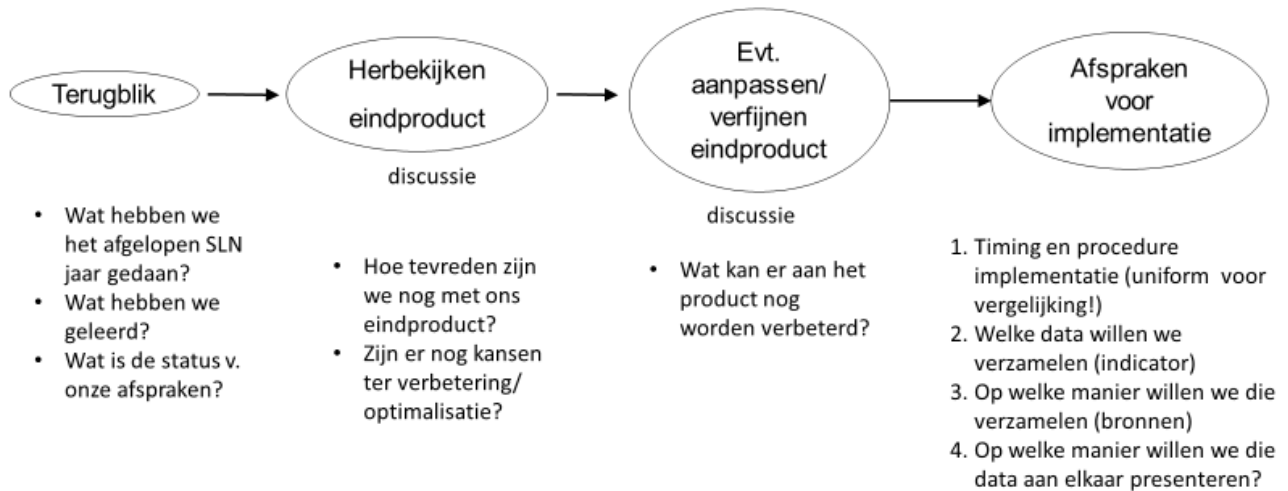 Terugblik
Herbekijken
eindproduct
Evt.
aanpassen/
verfijnen
eindproduct
Afspraken
voor
implementatie
• Wat hebben we
het afgelopen SLN
jaar gedaan?
• Wat hebben we
geleerd?
• Wat is de status v.
onze afspraken?
discussie
• Hoe tevreden zijn
we nog met ons
eindproduct?
• Zijn er nog kansen
ter verbetering/
optimalisatie?
discussie
• Wat kan er aan het
product nog
worden verbeterd?
1. Timing en procedure
implementatie (uniform voor
vergelijking!)
2. Welke data willen we
verzamelen (indicator)
3. Op welke manier willen we die
verzamelen (bronnen)
4. Op welke manier willen we die
data aan elkaar presenteren?